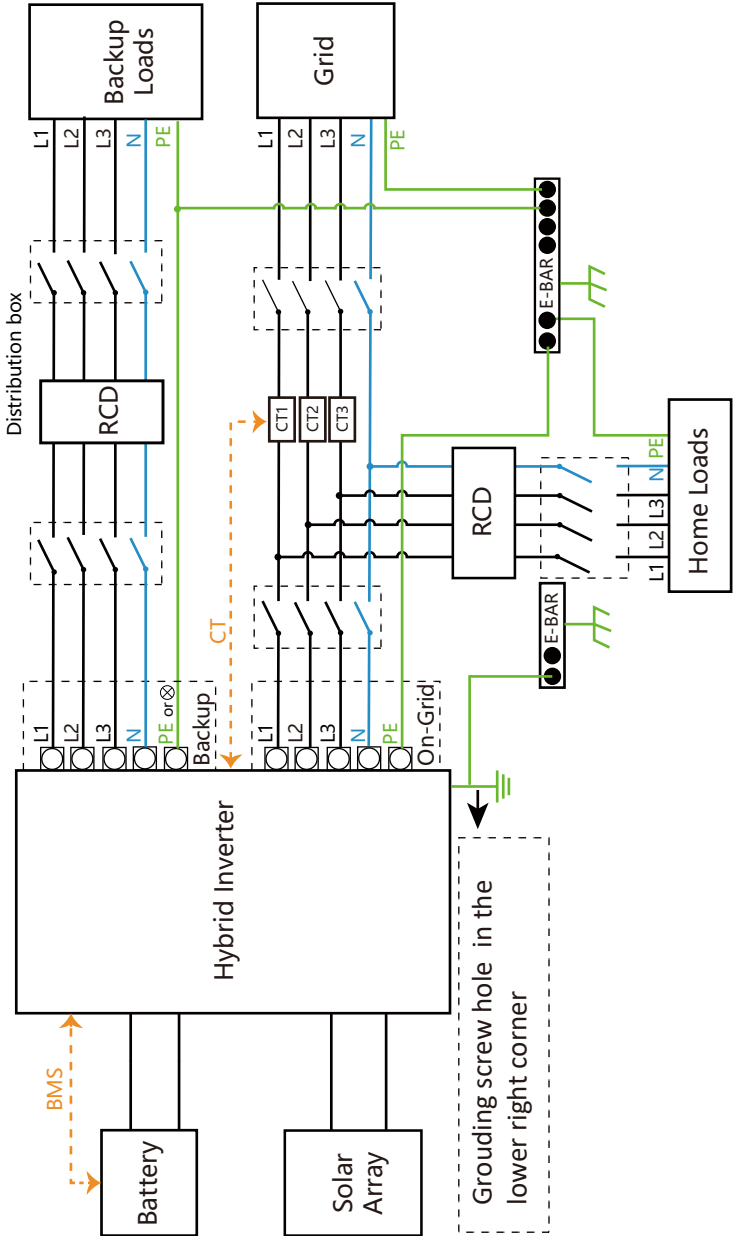 Distribution box
Backup
Loads
L1
L2
L3
N
PE
RCD
L1
L2
L3
N
PE or ⊗
Backup
Grid
L1
L2
L3
N
PE
CT1
CT2
CT3
CT
L1
L2
L3
N
PE
On-Grid
E-BAR
RCD
L1
L2
L3
N
PE
Home Loads
E-BAR
Hybrid Inverter
BMS
Battery
Solar
Array
Grouding screw hole in the
lower right corner